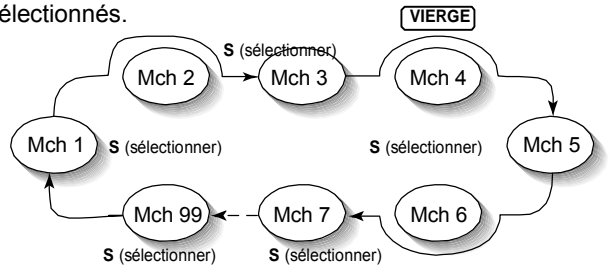 électionnés.
VIERGE
S (sélectionner)
Mch 2 Mch 3 Mch 4
Mch 1 S (sélectionner) S (sélectionner) Mch 5
Mch 99 Mch 7 Mch 6
S (sélectionner) S (sélectionner)